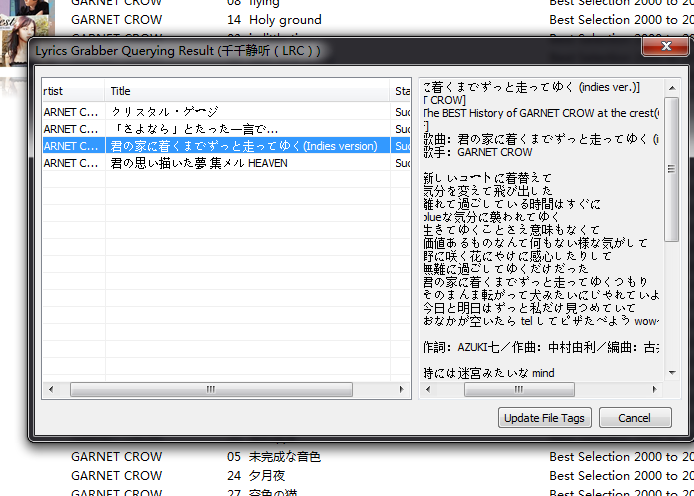 GARNET CROW 08 flying Best Selection 2000 to 20
GARNET CROW 14 Holy ground Best Selection 2000 to 20
Lyrics Grabber Querying Result (千千静听 ( LRC ) )
rtist Title Sta
ARNET C... クリスタル・ゲージ Suc
ARNET C... 「さよなら」とたった一言で... Suc
ARNET C... 君の家に着くまでずっと走ってゆく(Indies version) Suc
ARNET C... 君の思い描いた夢 集メル HEAVEN Suc
に着くまでずっと走ってゆく (indies ver.)]
T CROW]
The BEST History of GARNET CROW at the crest(
E]
歌曲：君の家に着くまでずっと走ってゆく (i
歌手：GARNET CROW
新しいコートに着替えて
気分を変えて飛び出した
離れて過ごしている時間はすぐに
blueな気分に襲われてゆく
生きてゆくことさえ意味もなくて
価値あるものなんて何もない様な気がして
野に咲く花にやけに感心したりして
無難に過ごしてゆくだけだった
君の家に着くまでずっと走ってゆくつもり
そのまんま転がって犬みたいにじゃれていよ
今日と明日はずっと私だけ見つめていて
おなかが空いたら tel してピザたべよう wow~
作詞：AZUKI七／作曲：中村由利／編曲：古
時には迷宮みたいな mind
Update File Tags Cancel
GARNET CROW 05 未完成な音色 Best Selection 2000 to 20
GARNET CROW 24 夕月夜 Best Selection 2000 to 20
GARNET CROW 27 空色の猫 Best Selection 2000 to 20